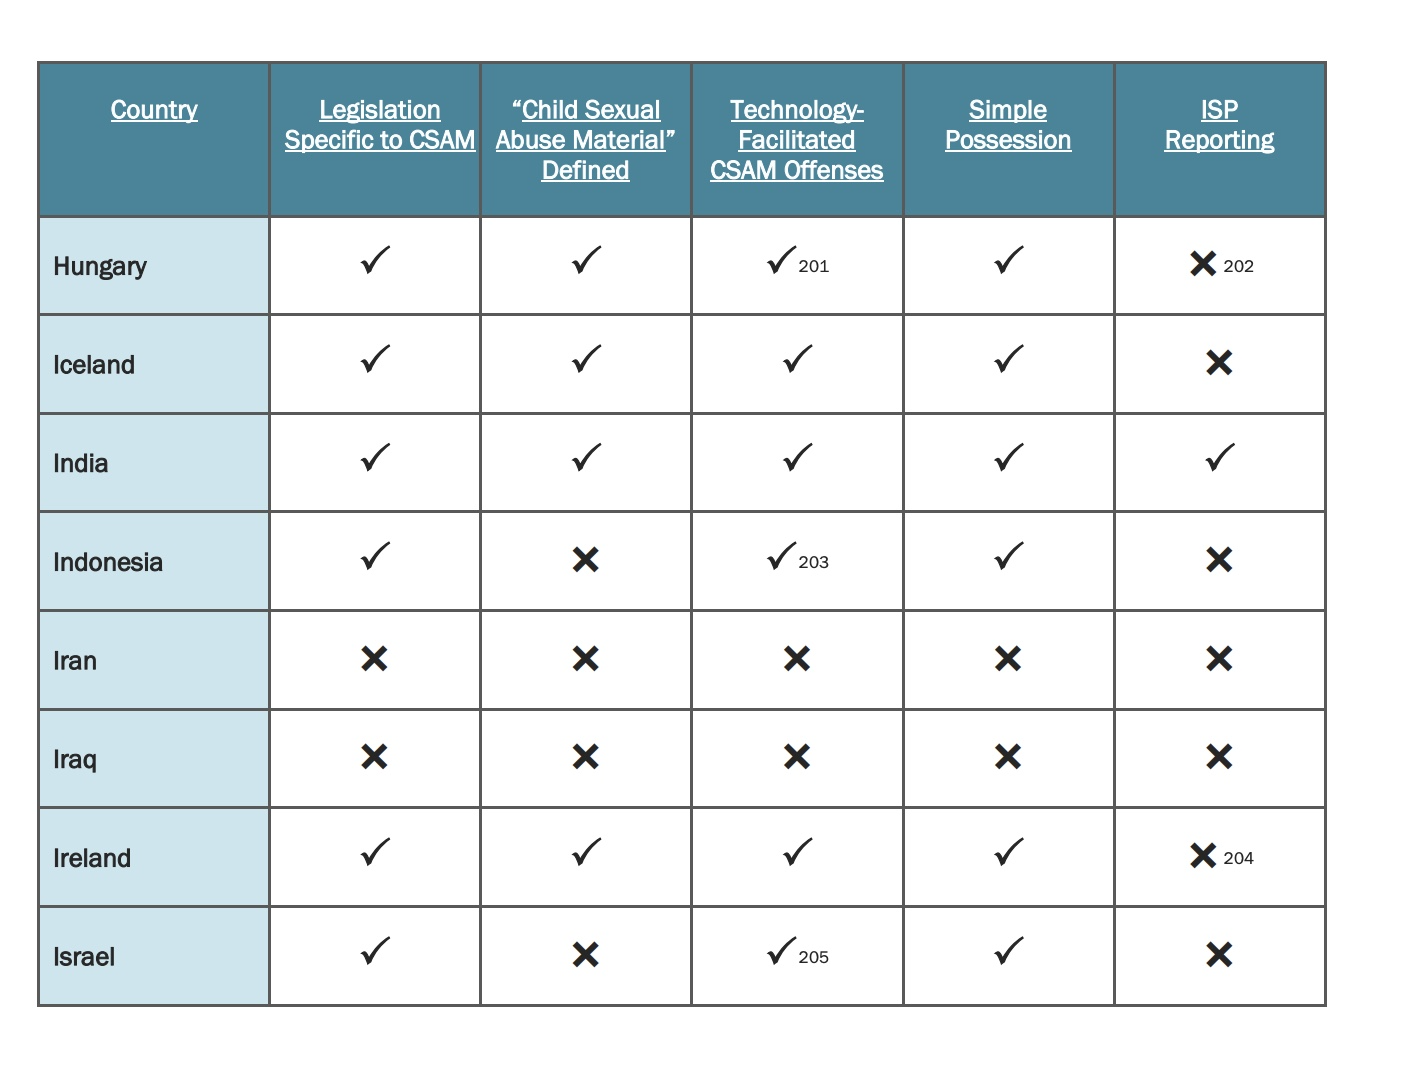 Country
Legislation
Specific to CSAM
“Child Sexual
Abuse Material”
Defined
Technology-
Facilitated
CSAM Offenses
Simple
Possession
ISP
Reporting
Hungary ✓ ✓ ✓ 201 ✓ ✖ 202
Iceland ✓ ✓ ✓ ✓ ✖
India ✓ ✓ ✓ ✓ ✓
Indonesia ✓ ✖ ✓ 203 ✓ ✖
Iran ✖ ✖ ✖ ✖ ✖
Iraq ✖ ✖ ✖ ✖ ✖
Ireland ✓ ✓ ✓ ✓ ✖ 204
Israel ✓ ✖ ✓ 205 ✓ ✖